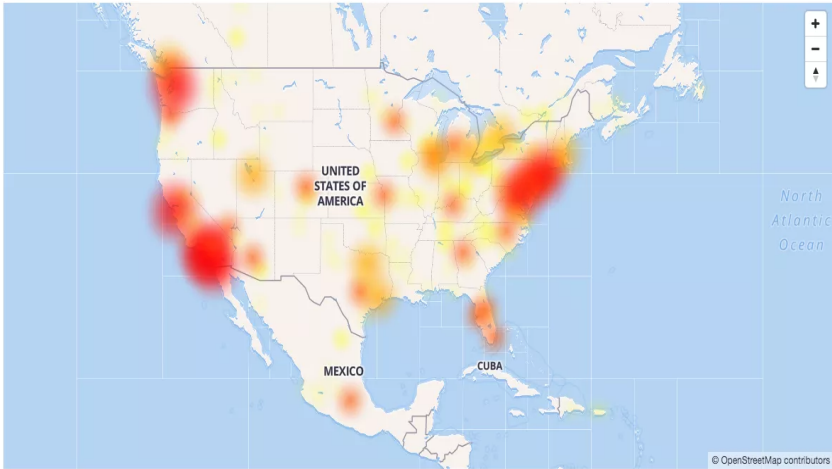 +
−
UNITED
STATES OF
AMERICA
North
Atlantic
Ocean
MEXICO
CUBA
© OpenStreetMap contributors